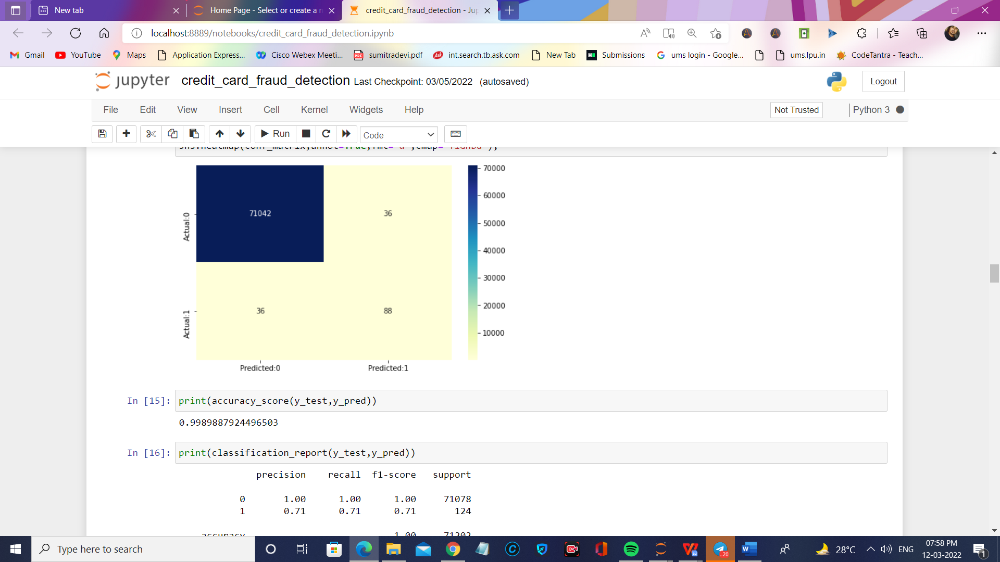 New tab
Home Page - Select or create a n
credit_card_fraud_detection - Jup
localhost:8889/notebooks/credit_card_fraud_detection.ipynb
Gmail YouTube Maps Application Express... Cisco Webex Meeti... sumitradevi.pdf int.search.tb.ask.com New Tab Submissions ums login - Google... ums.lpu.in CodeTantra - Teach...
jupyter credit_card_fraud_detection Last Checkpoint: 03/05/2022 (autosaved) Logout
File Edit View Insert Cell Kernel Widgets Help Not Trusted Python 3
Run Code
70000
60000
50000
40000
30000
20000
10000
Actual:0
71042 36
Actual:1
36 88
Predicted:0 Predicted:1
In [15]: print(accuracy_score(y_test,y_pred))
0.9989887924496503
In [16]: print(classification_report(y_test,y_pred))
precision recall f1-score support
0 1.00 1.00 1.00 71078
1 0.71 0.71 0.71 124
accuracy 1.00 71202
Type here to search
..20
28°C ENG
07:58 PM
12-03-2022
1